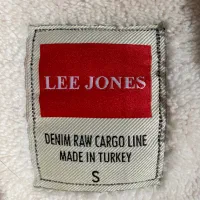 LEE JONES
DENIM RAW CARGO LINE
MADE IN TURKEY
S